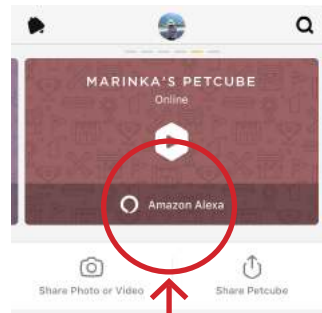 MARINKA'S PETCUBE
Online
Amazon Alexa
Share Photo or Video
Share Petcube